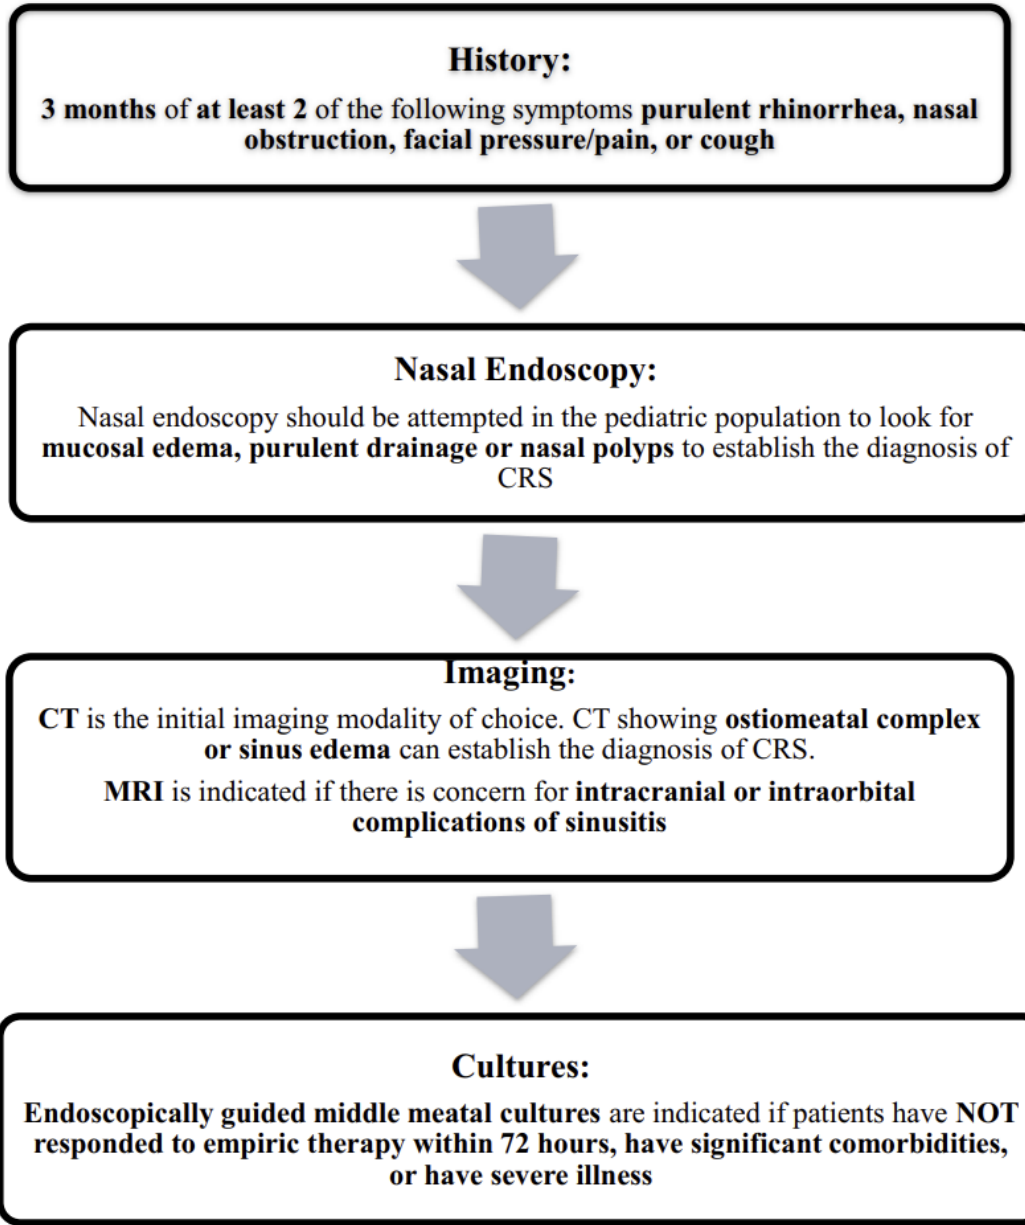 History:
3 months of at least 2 of the following symptoms purulent rhinorrhea, nasal
obstruction, facial pressure/pain, or cough
Nasal Endoscopy:
Nasal endoscopy should be attempted in the pediatric population to look for
mucosal edema, purulent drainage or nasal polyps to establish the diagnosis of
CRS
Imaging:
CT is the initial imaging modality of choice. CT showing ostiomeatal complex
or sinus edema can establish the diagnosis of CRS.
MRI is indicated if there is concern for intracranial or intraorbital
complications of sinusitis
Cultures:
Endoscopically guided middle meatal cultures are indicated if patients have NOT
responded to empiric therapy within 72 hours, have significant comorbidities,
or have severe illness